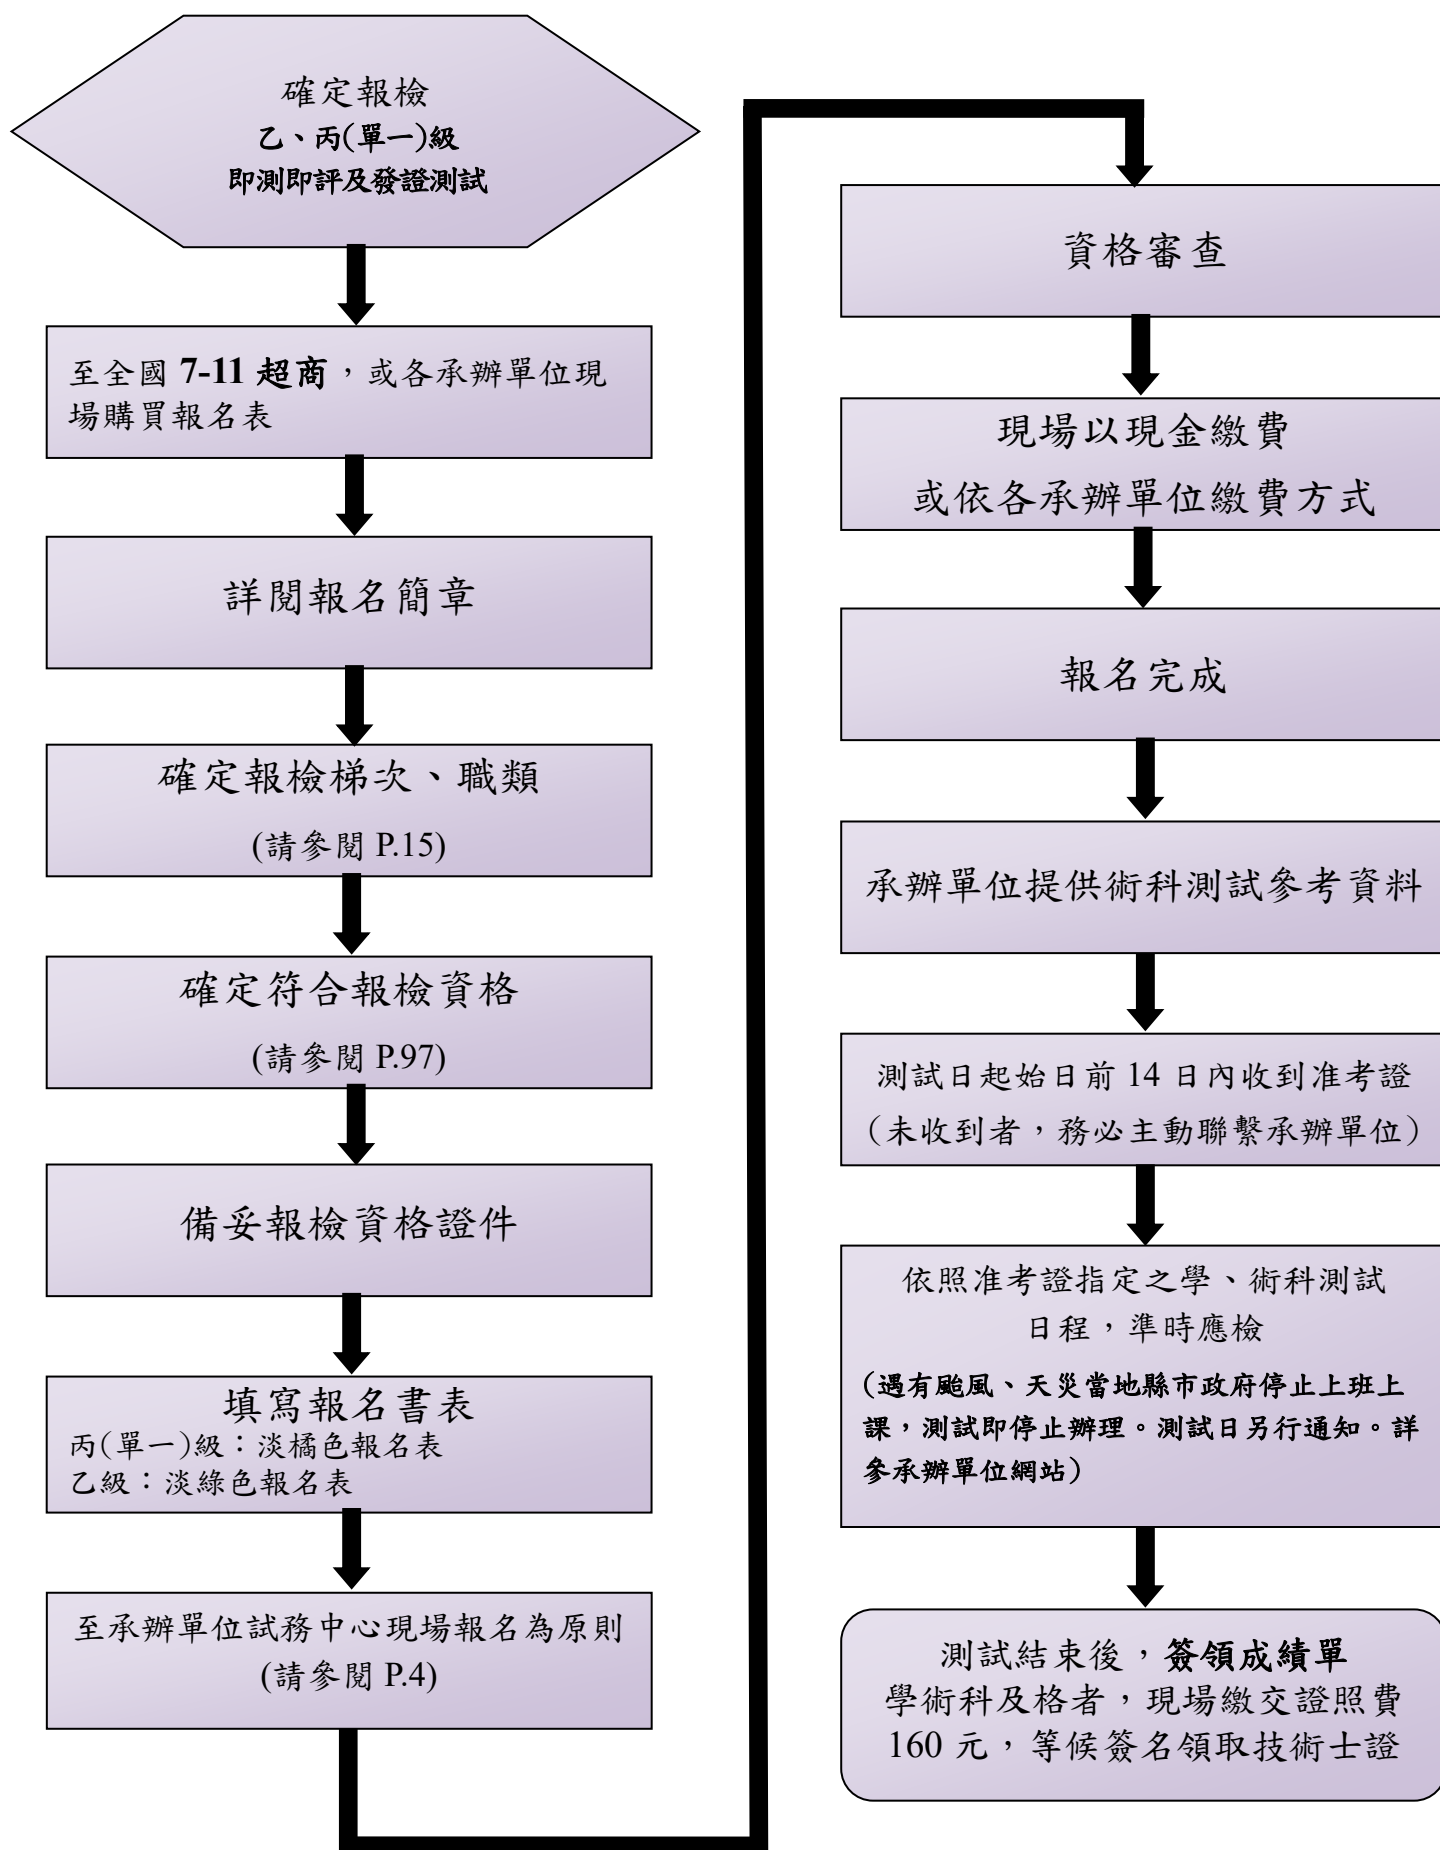 確定報檢
乙、丙(單一)級
即測即評及發證測試
至全國 7-11 超商，或各承辦單位現
場購買報名表
詳閱報名簡章
確定報檢梯次、職類
(請參閱 P.15)
確定符合報檢資格
(請參閱 P.97)
備妥報檢資格證件
填寫報名書表
丙(單一)級：淡橘色報名表
乙級：淡綠色報名表
至承辦單位試務中心現場報名為原則
(請參閱 P.4)
資格審查
現場以現金繳費
或依各承辦單位繳費方式
報名完成
承辦單位提供術科測試參考資料
測試日起始日前 14 日內收到准考證
（未收到者，務必主動聯繫承辦單位）
依照准考證指定之學、術科測試
日程，準時應檢
（遇有颱風、天災當地縣市政府停止上班上
課，測試即停止辦理。測試日另行通知。詳
參承辦單位網站）
測試結束後，簽領成績單
學術科及格者，現場繳交證照費
160 元，等候簽名領取技術士證